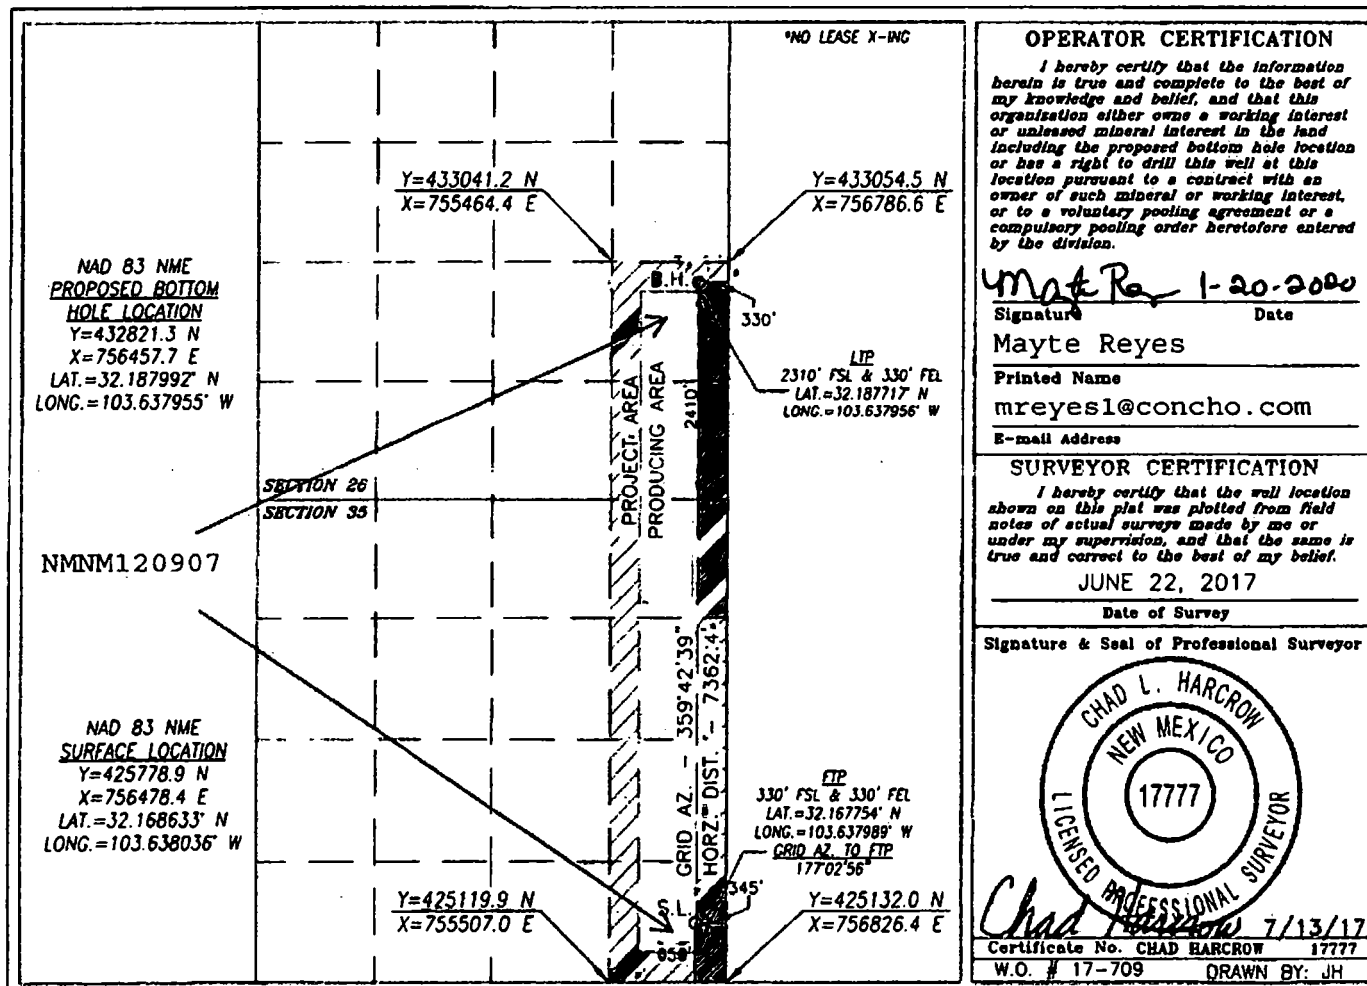 *NO LEASE X-ING
Y=433041.2 N
X=755464.4 E
Y=433054.5 N
X=756786.6 E
NAD 83 NME
PROPOSED BOTTOM
HOLE LOCATION
Y=432821.3 N
X=756457.7 E
LAT.=32.187992° N
LONG.=103.637955° W
B.H.
330'
LTP
2310' FSL & 330' FEL
LAT.=32.187717° N
LONG.=103.637956° W
2410'
PROJECT AREA
PRODUCING AREA
SECTION 26
SECTION 35
NMNM120907
GRID AZ. - 359°42'39"
HORZ. DIST. - 7362.4'
NAD 83 NME
SURFACE LOCATION
Y=425778.9 N
X=756478.4 E
LAT.=32.168633° N
LONG.=103.638036° W
FTP
330' FSL & 330' FEL
LAT.=32.167754° N
LONG.=103.637989° W
GRID AZ. TO FTP
177°02'56"
345'
S.L.
Y=425119.9 N
X=755507.0 E
Y=425132.0 N
X=756826.4 E
OPERATOR CERTIFICATION
I hereby certify that the information
herein is true and complete to the best of
my knowledge and belief, and that this
organization either owns a working interest
or unleased mineral interest in the land
including the proposed bottom hole location
or has a right to drill this well at this
location pursuant to a contract with an
owner of such mineral or working interest,
or to a voluntary pooling agreement or a
compulsory pooling order heretofore entered
by the division.
1-20-2020
Signature Date
Mayte Reyes
Printed Name
mreyes1@concho.com
E-mail Address
SURVEYOR CERTIFICATION
I hereby certify that the well location
shown on this plat was plotted from field
notes of actual surveys made by me or
under my supervision, and that the same is
true and correct to the best of my belief.
JUNE 22, 2017
Date of Survey
Signature & Seal of Professional Surveyor
CHAD L. HARCROW
NEW MEXICO
17777
LICENSED PROFESSIONAL SURVEYOR
Chad Harcrow 7/13/17
Certificate No. CHAD HARCROW 17777
W.O. # 17-709 DRAWN BY: JH